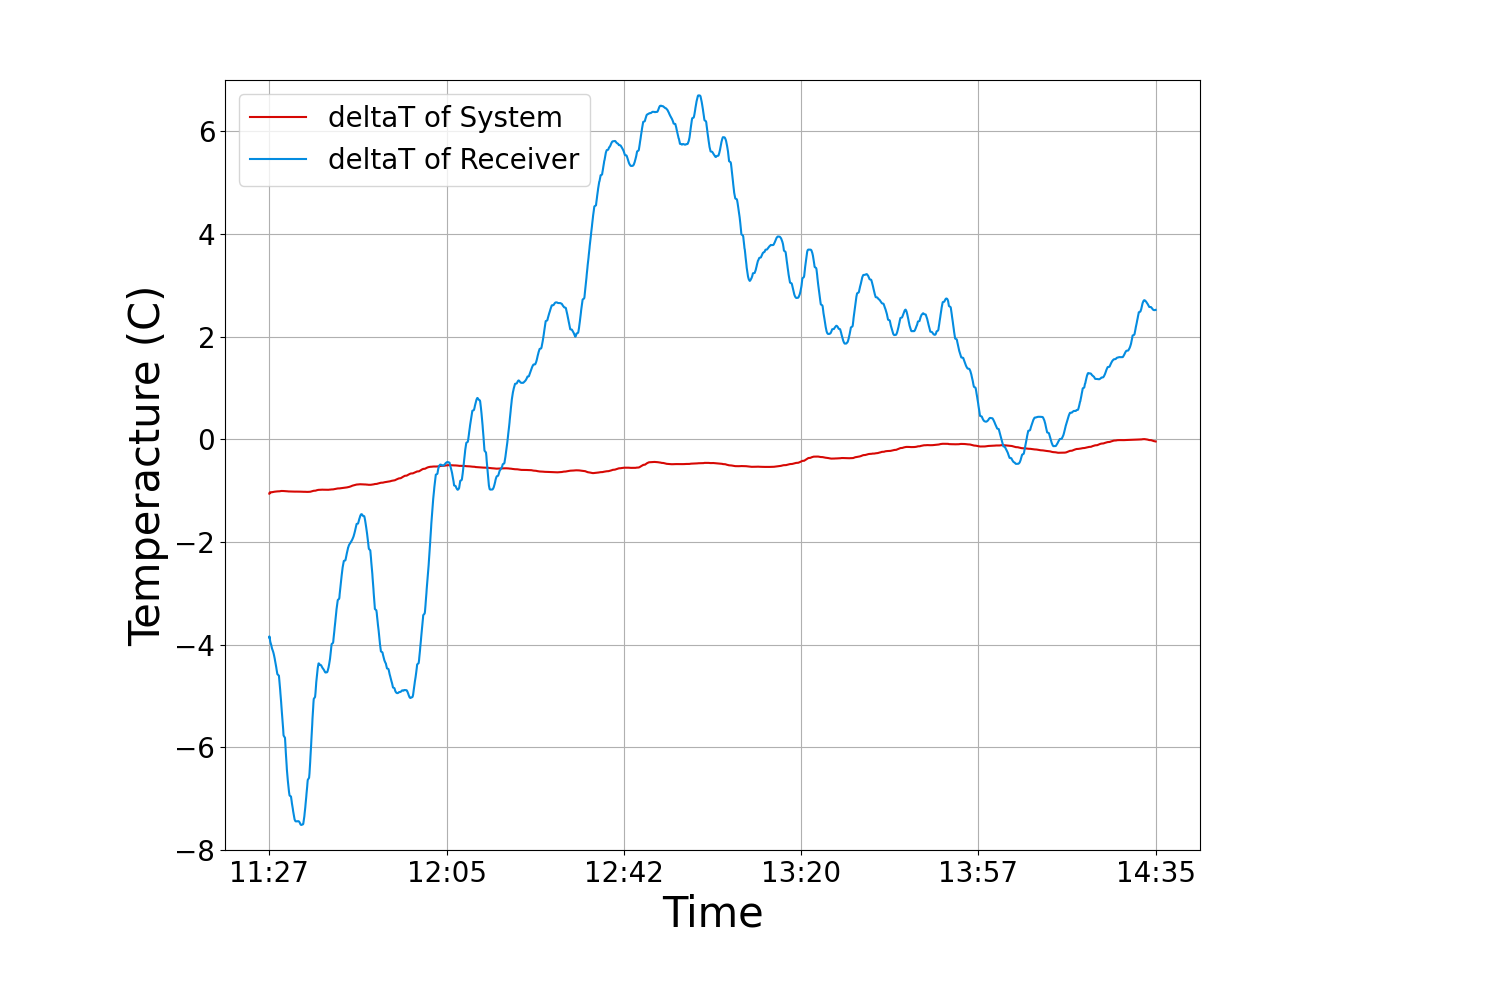 deltaT of System
deltaT of Receiver
6
4
2
0
−2
−4
−6
−8
Temperacture (C)
11:27 12:05 12:42 13:20 13:57 14:35
Time